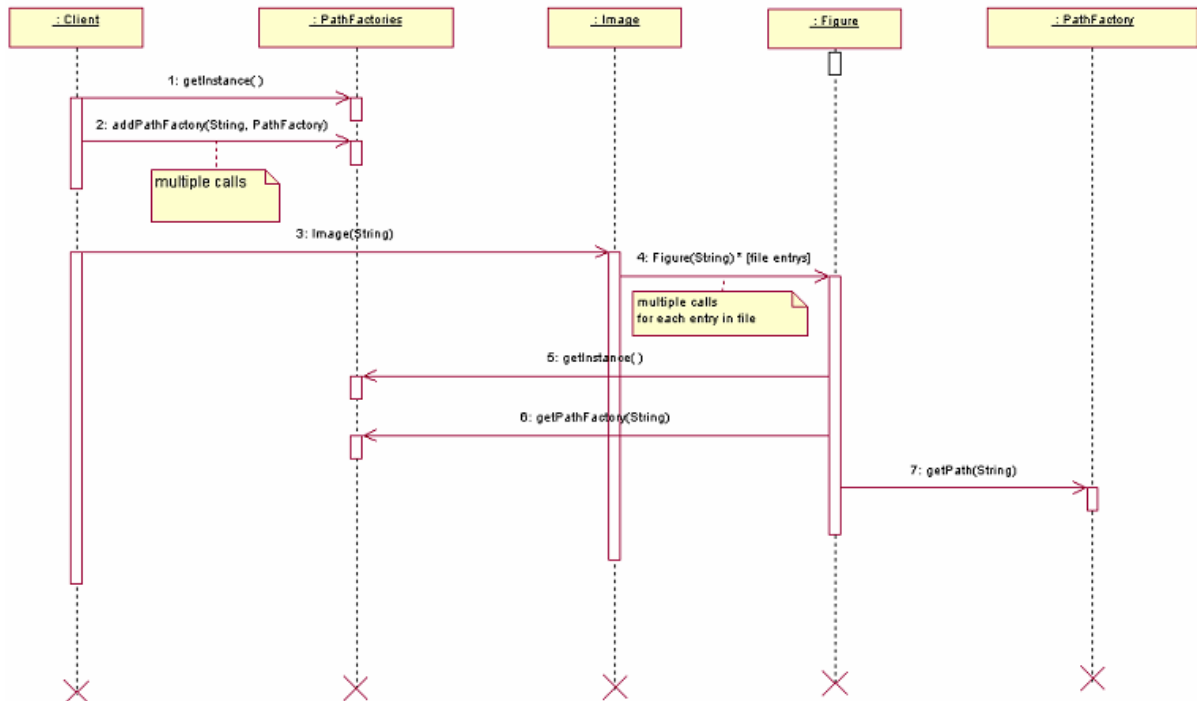 : Client
: PathFactories
: Image
: Figure
: PathFactory
1: getInstance( )
2: addPathFactory(String, PathFactory)
multiple calls
3: Image(String)
4: Figure(String) * [file entrys]
multiple calls
for each entry in file
5: getInstance( )
6: getPathFactory(String)
7: getPath(String)